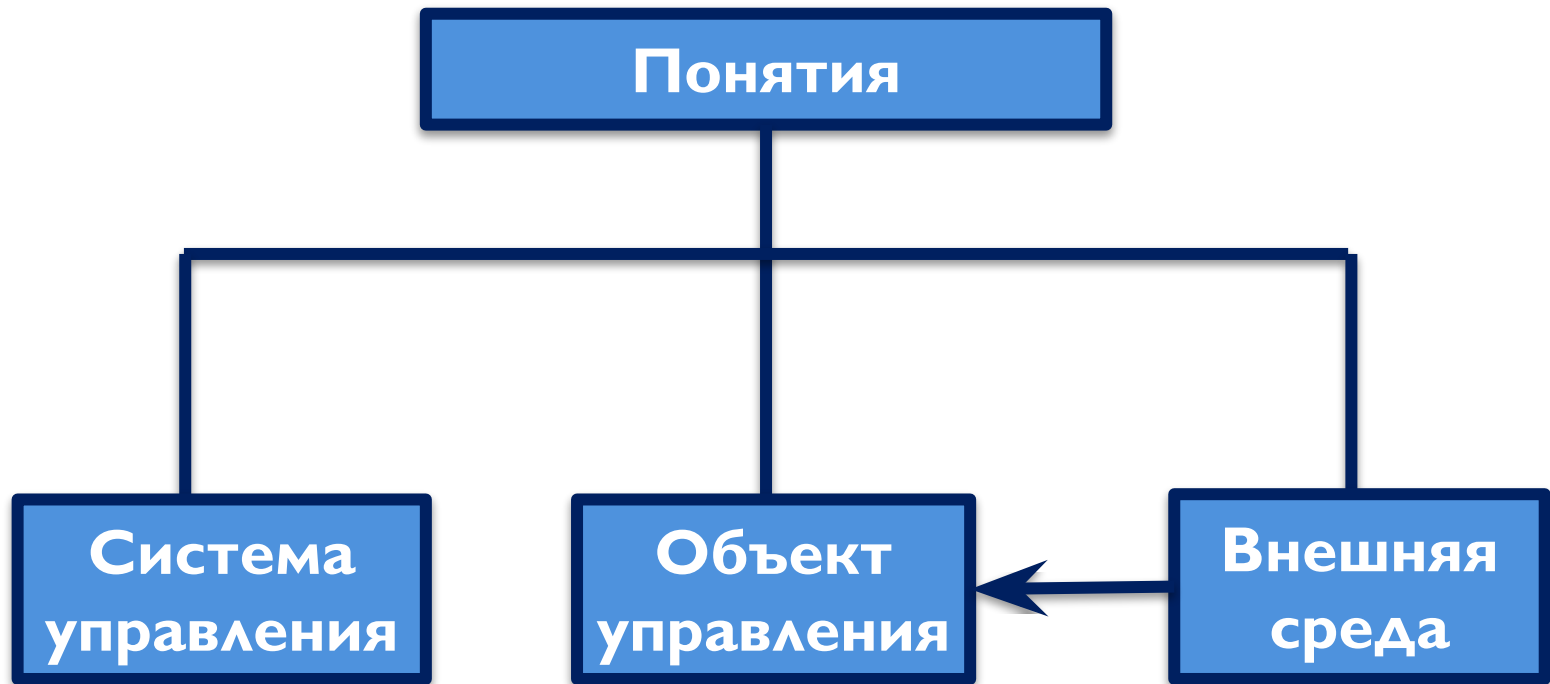 Понятия
Система
управления
Объект
управления
Внешняя
среда